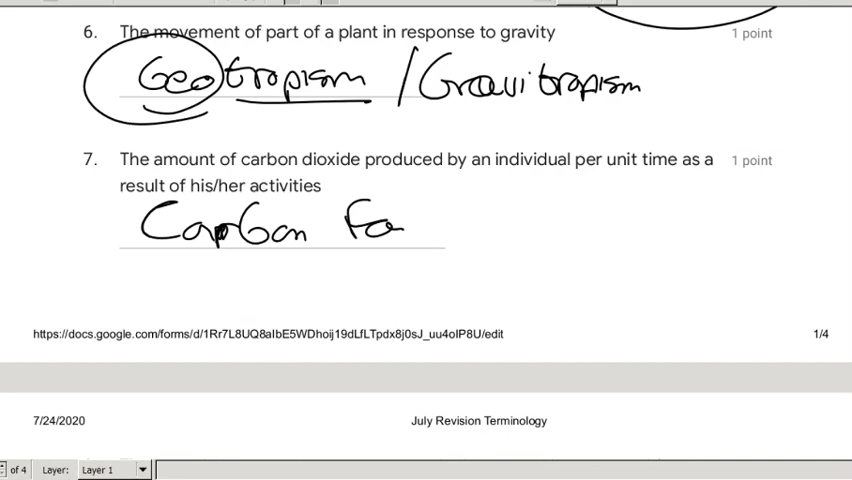 6. The movement of part of a plant in response to gravity 1 point
Geotropism / Gravitropism
7. The amount of carbon dioxide produced by an individual per unit time as a 1 point
result of his/her activities
Carbon Fo
https://docs.google.com/forms/d/1Rr7L8UQ8aIbE5WDhoij19dLfLTpdx8j0sJ_uu4oIP8U/edit 1/4
7/24/2020 July Revision Terminology
of 4 Layer: Layer 1